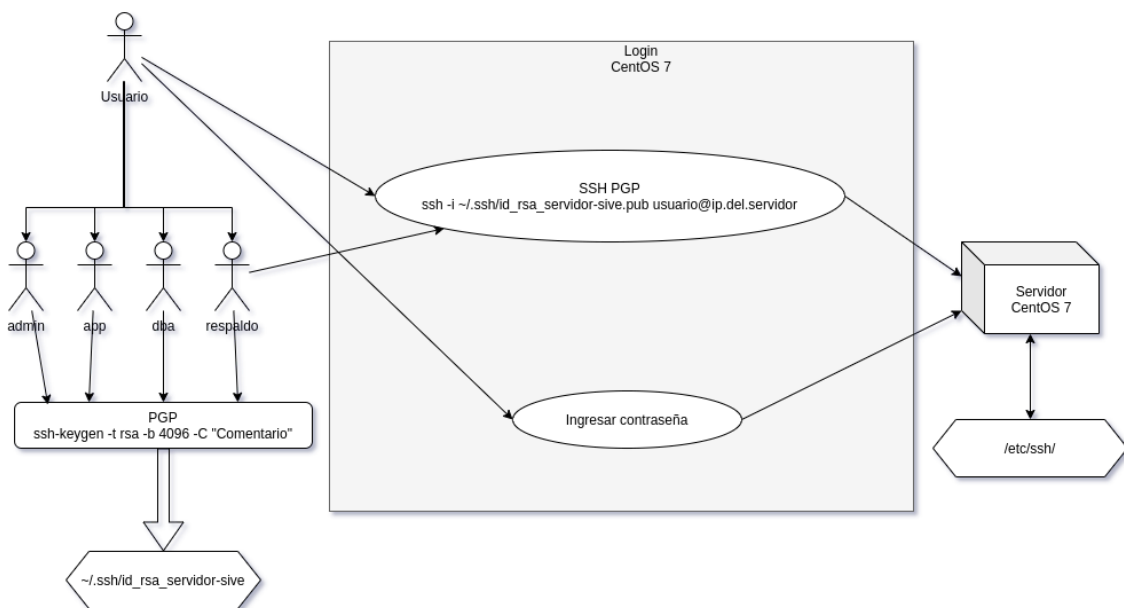 Login
CentOS 7
Usuario
SSH PGP
ssh -i ~/.ssh/id_rsa_servidor-sive.pub usuario@ip.del.servidor
Servidor
CentOS 7
admin
app
dba
respaldo
PGP
ssh-keygen -t rsa -b 4096 -C "Comentario"
Ingresar contraseña
/etc/ssh/
~/.ssh/id_rsa_servidor-sive